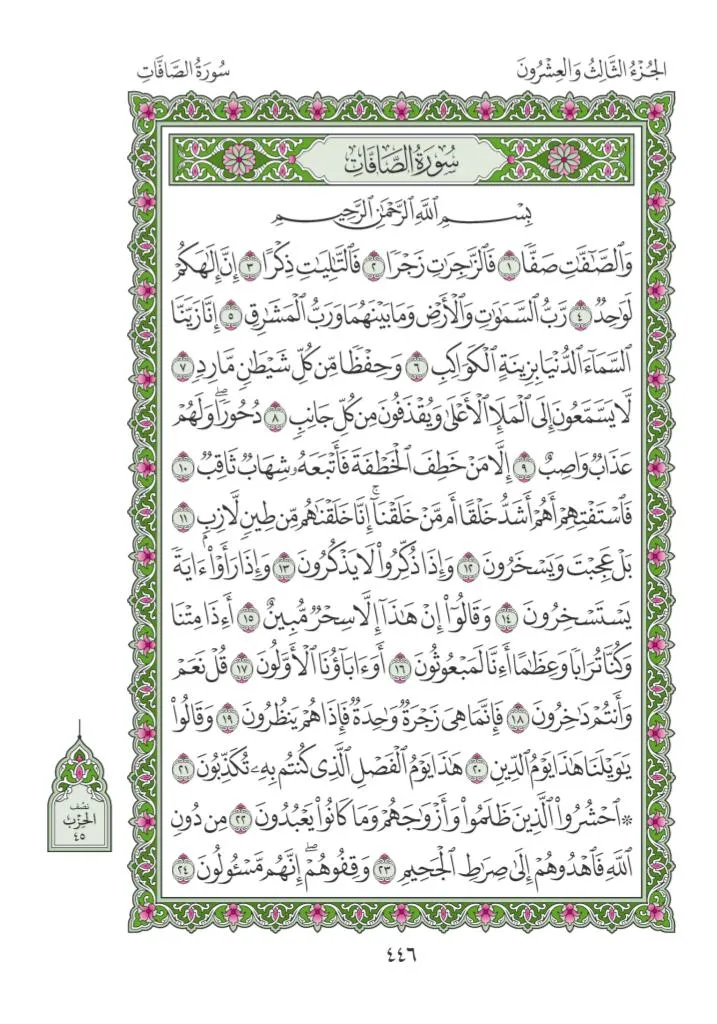 الجُزْءُ الثَّالِثُ وَالعِشْرُونَ
سُورَةُ الصَّافَّاتِ
سُورَةُ الصَّافَّاتِ
بِسْمِ اللَّهِ الرَّحْمَٰنِ الرَّحِيمِ
وَالصَّٰٓفَّٰتِ صَفًّا ١ فَالزَّٰجِرَٰتِ زَجْرًا ٢ فَالتَّٰلِيَٰتِ ذِكْرًا ٣ إِنَّ إِلَٰهَكُمْ
لَوَٰحِدٌ ٤ رَّبُّ السَّمَٰوَٰتِ وَالْأَرْضِ وَمَا بَيْنَهُمَا وَرَبُّ الْمَشَٰرِقِ ٥ إِنَّا زَيَّنَّا
السَّمَآءَ الدُّنْيَا بِزِينَةٍ الْكَوَاكِبِ ٦ وَحِفْظًا مِّن كُلِّ شَيْطَٰنٍ مَّارِدٍ ٧
لَّا يَسَّمَّعُونَ إِلَى الْمَلَإِ الْأَعْلَىٰ وَيُقْذَفُونَ مِن كُلِّ جَانِبٍ ٨ دُحُورًا ۖ وَلَهُمْ
عَذَابٌ وَاصِبٌ ٩ إِلَّا مَنْ خَطِفَ الْخَطْفَةَ فَأَتْبَعَهُۥ شِهَابٌ ثَاقِبٌ ١٠
فَاسْتَفْتِهِمْ أَهُمْ أَشَدُّ خَلْقًا أَم مَّنْ خَلَقْنَآ ۚ إِنَّا خَلَقْنَٰهُم مِّن طِينٍ لَّازِبٍ ١١
بَلْ عَجِبْتَ وَيَسْخَرُونَ ١٢ وَإِذَا ذُكِّرُوا۟ لَا يَذْكُرُونَ ١٣ وَإِذَا رَأَوْا۟ ءَايَةً
يَسْتَسْخِرُونَ ١٤ وَقَالُوٓا۟ إِنْ هَٰذَآ إِلَّا سِحْرٌ مُّبِينٌ ١٥ أَءِذَا مِتْنَا
وَكُنَّا تُرَابًا وَعِظَٰمًا أَءِنَّا لَمَبْعُوثُونَ ١٦ أَوَءَابَآؤُنَا الْأَوَّلُونَ ١٧ قُلْ نَعَمْ
وَأَنتُمْ دَٰخِرُونَ ١٨ فَإِنَّمَا هِىَ زَجْرَةٌ وَٰحِدَةٌ فَإِذَا هُمْ يَنظُرُونَ ١٩ وَقَالُوا۟
يَٰوَيْلَنَا هَٰذَا يَوْمُ الدِّينِ ٢٠ هَٰذَا يَوْمُ الْفَصْلِ الَّذِى كُنتُم بِهِۦ تُكَذِّبُونَ ٢١
* احْشُرُوا۟ الَّذِينَ ظَلَمُوا۟ وَأَزْوَٰجَهُمْ وَمَا كَانُوا۟ يَعْبُدُونَ ٢٢ مِن دُونِ
اللَّهِ فَاهْدُوهُمْ إِلَىٰ صِرَٰطِ الْجَحِيمِ ٢٣ وَقِفُوهُمْ ۖ إِنَّهُم مَّسْـُٔولُونَ ٢٤
نصف
الحِزْب
٤٥
٤٤٦